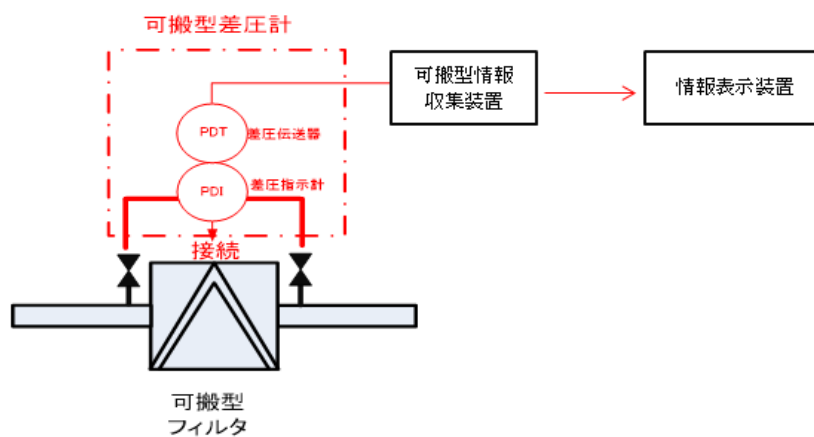 可搬型差圧計
可搬型情報
収集装置
情報表示装置
PDT
差圧伝送器
PDI
差圧指示計
接続
可搬型
フィルタ